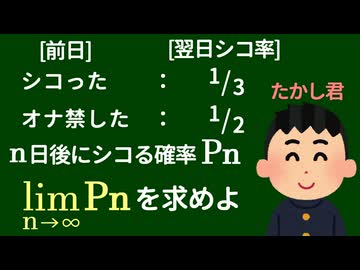 [前日] [翌日シコ率]
シコった : 1/3
オナ禁した : 1/2
たかし君
n日後にシコる確率 Pn
lim Pn を求めよ
n→∞